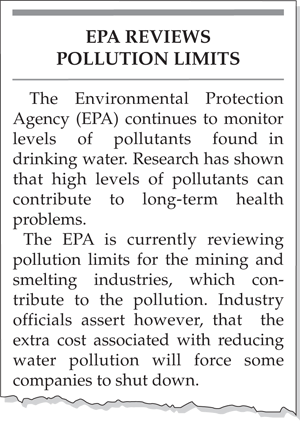 EPA REVIEWS
POLLUTION LIMITS
The Environmental Protection
Agency (EPA) continues to monitor
levels of pollutants found in
drinking water. Research has shown
that high levels of pollutants can
contribute to long-term health
problems.
The EPA is currently reviewing
pollution limits for the mining and
smelting industries, which con-
tribute to the pollution. Industry
officials assert however, that the
extra cost associated with reducing
water pollution will force some
companies to shut down.